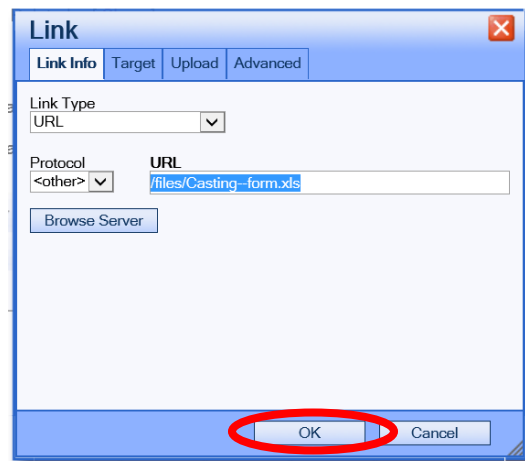 Link
Link Info Target Upload Advanced
Link Type
URL
Protocol URL
<other> /files/Casting--form.xls
Browse Server
OK Cancel